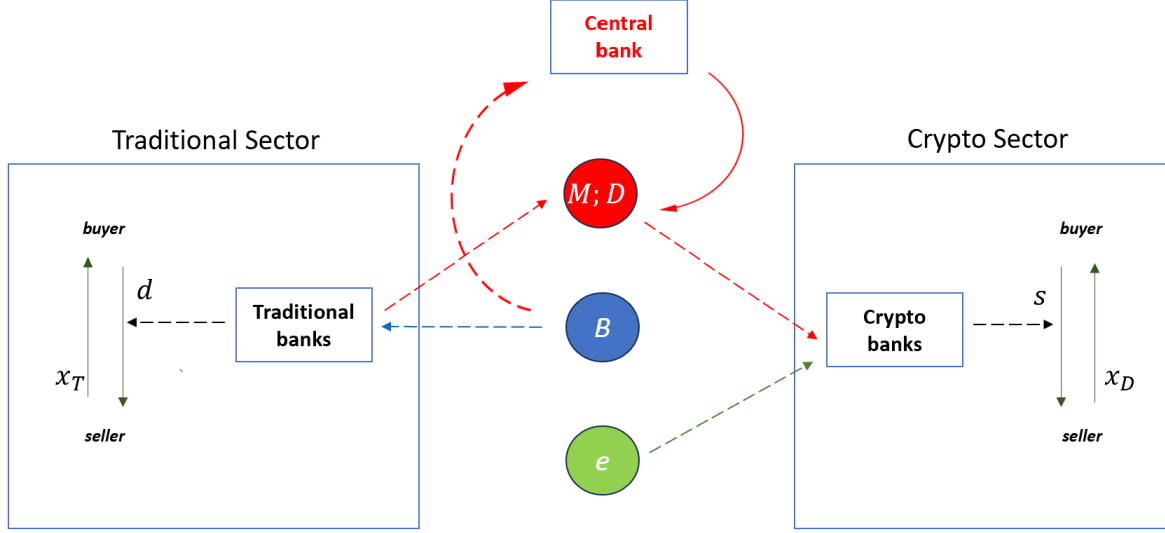 Central
bank
Traditional Sector
Crypto Sector
M; D
buyer
buyer
d
Traditional
banks
B
Crypto
banks
s
x_T
x_D
seller
seller
e